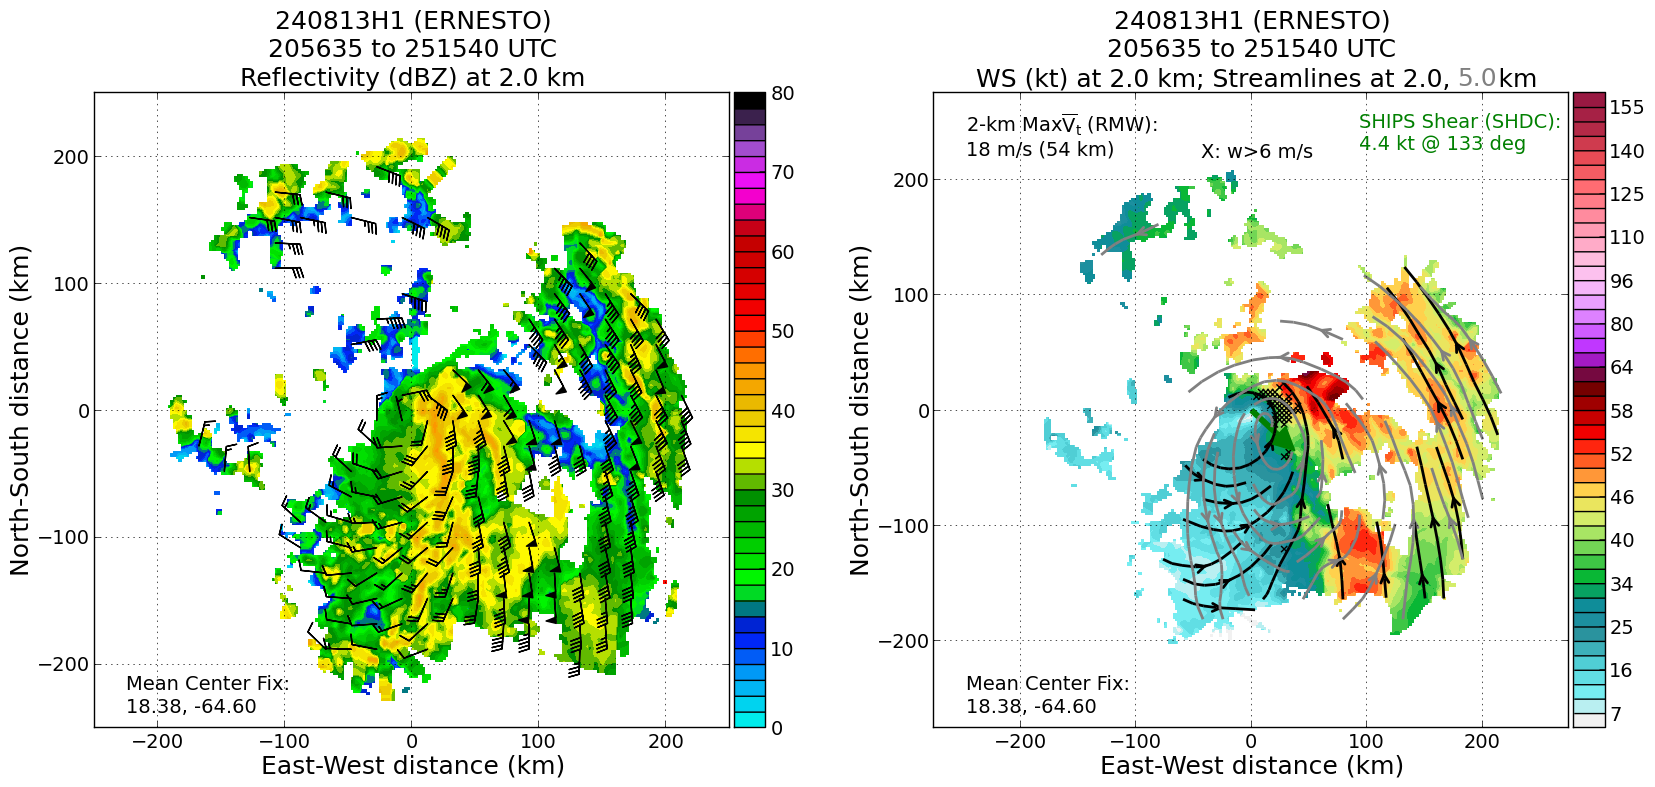 240813H1 (ERNESTO)
205635 to 251540 UTC
Reflectivity (dBZ) at 2.0 km
North-South distance (km)
200
100
0
−100
−200
−200
−100
0
100
200
East-West distance (km)
Mean Center Fix:
18.38, -64.60
80
70
60
50
40
30
20
10
0
240813H1 (ERNESTO)
205635 to 251540 UTC
WS (kt) at 2.0 km; Streamlines at 2.0, 5.0 km
2-km Max V̅t (RMW):
18 m/s (54 km)
X: w>6 m/s
SHIPS Shear (SHDC):
4.4 kt @ 133 deg
North-South distance (km)
200
100
0
−100
−200
−200
−100
0
100
200
East-West distance (km)
Mean Center Fix:
18.38, -64.60
155
140
125
110
96
80
64
58
52
46
40
34
25
16
7